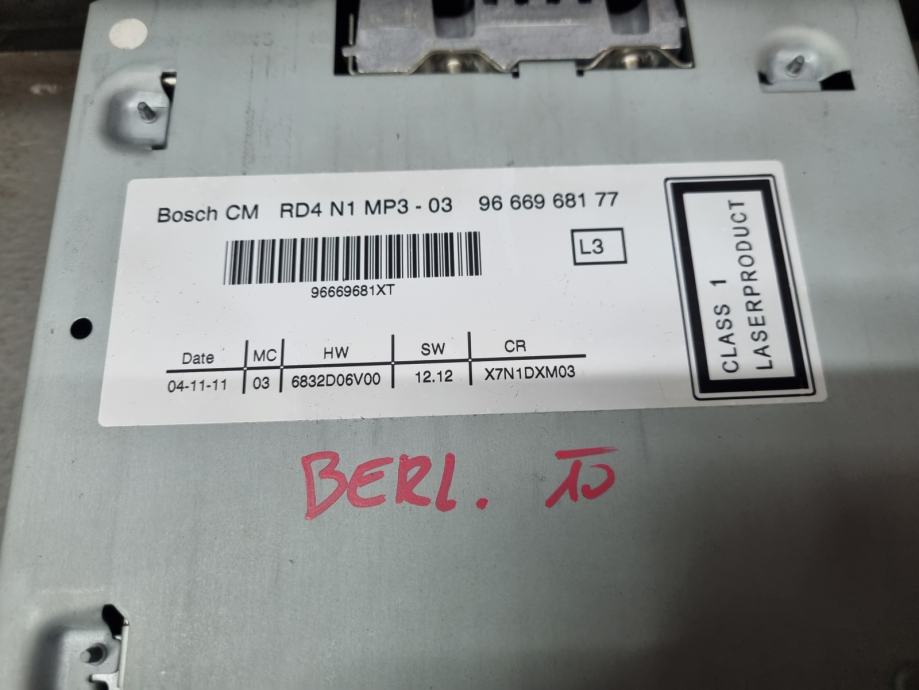 Bosch CM RD4 N1 MP3 - 03 96 669 681 77
L3
96669681XT
Date MC HW SW CR
04-11-11 03 6832D06V00 12.12 X7N1DXM03
CLASS 1
LASERPRODUCT
BERL. 10